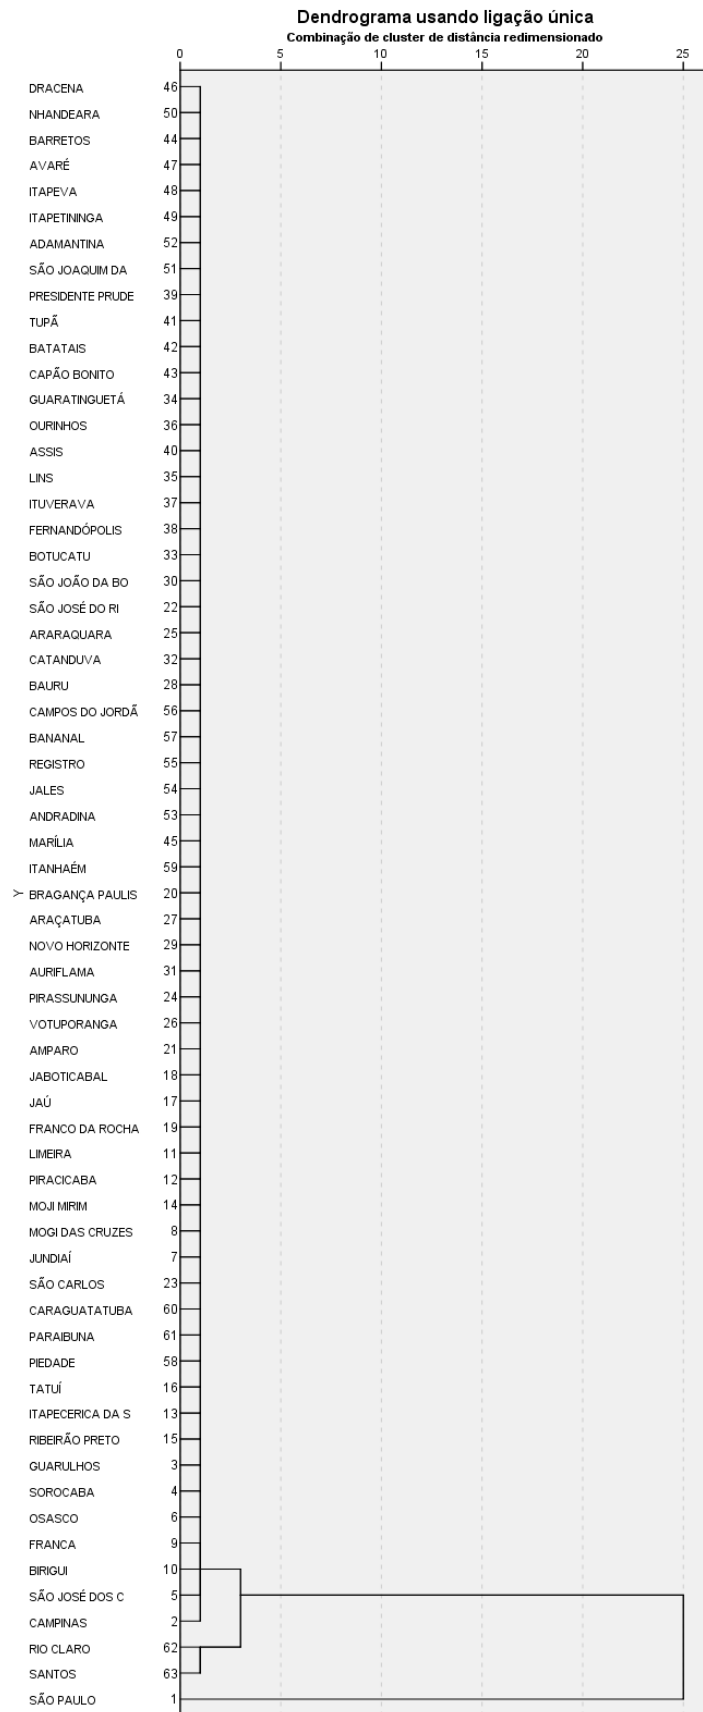 Dendrograma usando ligação única
Combinação de cluster de distância redimensionado
0 5 10 15 20 25
DRACENA 46
NHANDEARA 50
BARRETOS 44
AVARÉ 47
ITAPEVA 48
ITAPETININGA 49
ADAMANTINA 52
SÃO JOAQUIM DA 51
PRESIDENTE PRUDE 39
TUPÃ 41
BATATAIS 42
CAPÃO BONITO 43
GUARATINGUETÁ 34
OURINHOS 36
ASSIS 40
LINS 35
ITUVERAVA 37
FERNANDÓPOLIS 38
BOTUCATU 33
SÃO JOÃO DA BO 30
SÃO JOSÉ DO RI 22
ARARAQUARA 25
CATANDUVA 32
BAURU 28
CAMPOS DO JORDÃ 56
BANANAL 57
REGISTRO 55
JALES 54
ANDRADINA 53
MARÍLIA 45
ITANHAÉM 59
Y BRAGANÇA PAULIS 20
ARAÇATUBA 27
NOVO HORIZONTE 29
AURIFLAMA 31
PIRASSUNUNGA 24
VOTUPORANGA 26
AMPARO 21
JABOTICABAL 18
JAÚ 17
FRANCO DA ROCHA 19
LIMEIRA 11
PIRACICABA 12
MOJI MIRIM 14
MOGI DAS CRUZES 8
JUNDIAÍ 7
SÃO CARLOS 23
CARAGUATATUBA 60
PARAIBUNA 61
PIEDADE 58
TATUÍ 16
ITAPECERICA DA S 13
RIBEIRÃO PRETO 15
GUARULHOS 3
SOROCABA 4
OSASCO 6
FRANCA 9
BIRIGUI 10
SÃO JOSÉ DOS C 5
CAMPINAS 2
RIO CLARO 62
SANTOS 63
SÃO PAULO 1